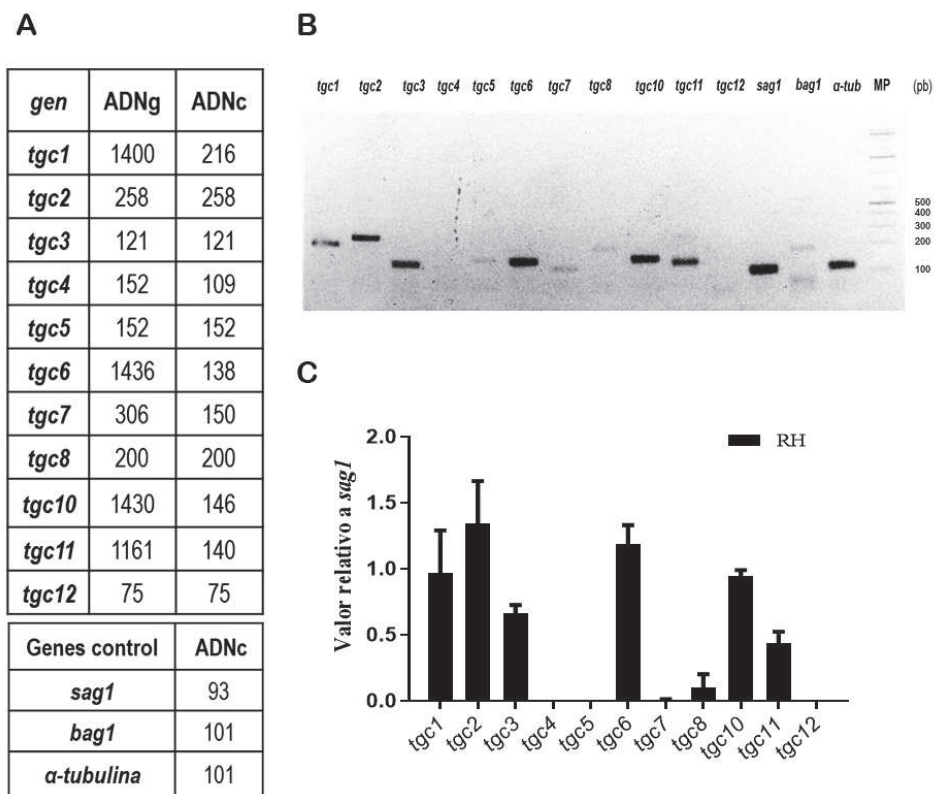 A
gen ADNg ADNc
tgc1 1400 216
tgc2 258 258
tgc3 121 121
tgc4 152 109
tgc5 152 152
tgc6 1436 138
tgc7 306 150
tgc8 200 200
tgc10 1430 146
tgc11 1161 140
tgc12 75 75
Genes control ADNc
sag1 93
bag1 101
α-tubulina 101
B
tgc1 tgc2 tgc3 tgc4 tgc5 tgc6 tgc7 tgc8 tgc10 tgc11 tgc12 sag1 bag1 α-tub MP (pb)
500
400
300
200
100
C
Valor relativo a sag1
2.0
1.5
1.0
0.5
0.0
RH
tgc1 tgc2 tgc3 tgc4 tgc5 tgc6 tgc7 tgc8 tgc10 tgc11 tgc12